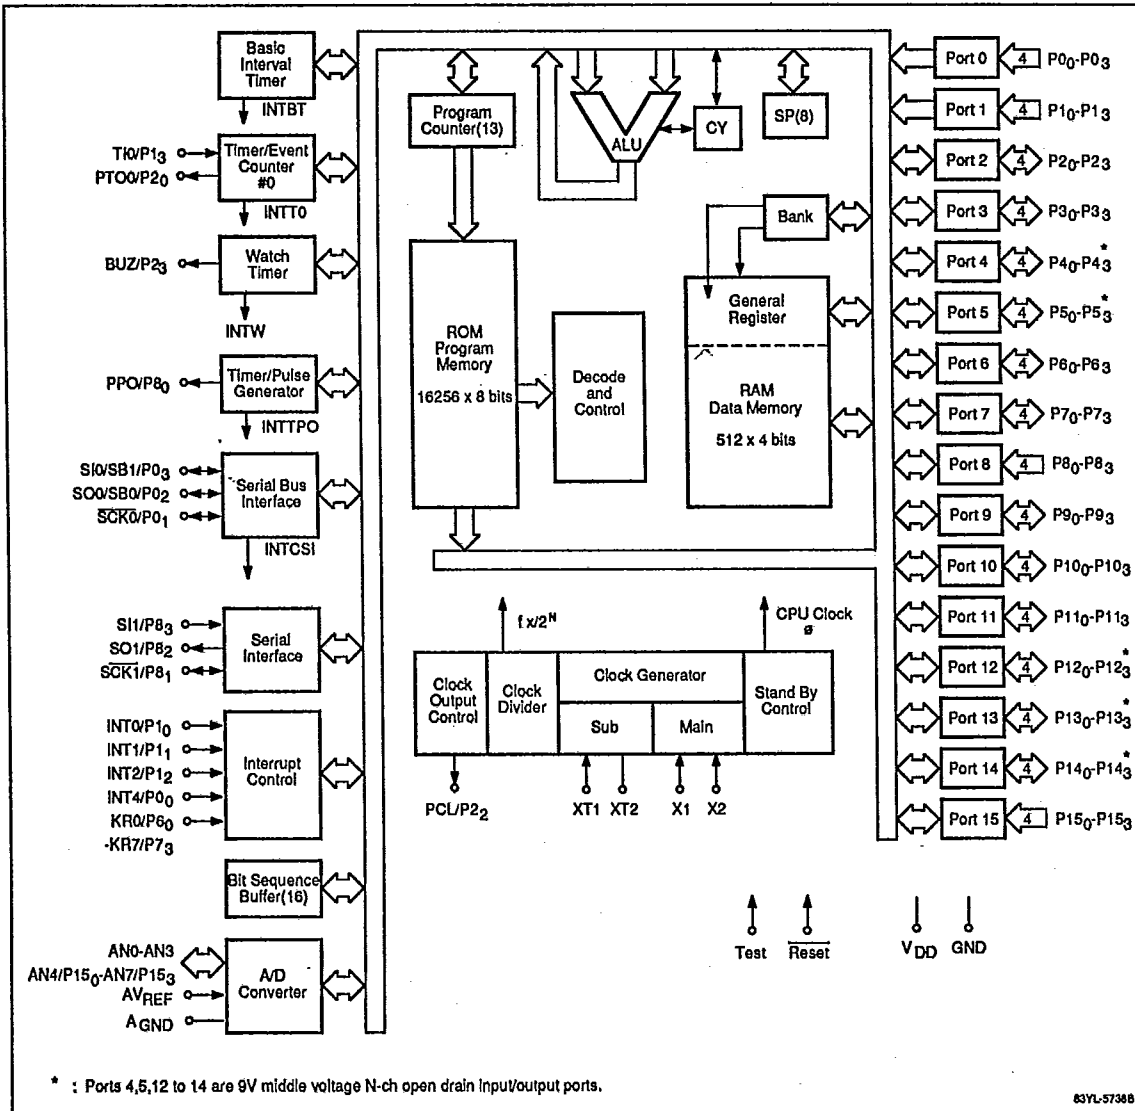 Basic
Interval
Timer
INTBT
TI0/P1₃
PTO0/P2₀
Timer/Event
Counter
#0
INTT0
BUZ/P2₃
Watch
Timer
INTW
PPO/P8₀
Timer/Pulse
Generator
INTTPO
SI0/SB1/P0₃
SO0/SB0/P0₂
SCK0/P0₁
Serial Bus
Interface
INTCSI
SI1/P8₃
SO1/P8₂
SCK1/P8₁
Serial
Interface
INT0/P1₀
INT1/P1₁
INT2/P1₂
INT4/P0₀
KR0/P6₀
-KR7/P7₃
Interrupt
Control
Bit Sequence
Buffer(16)
AN0-AN3
AN4/P15₀-AN7/P15₃
AVREF
AGND
A/D
Converter
Program
Counter(13)
ALU
CY
SP(8)
Bank
ROM
Program
Memory
16256 x 8 bits
Decode
and
Control
General
Register
RAM
Data Memory
512 x 4 bits
fx/2ᴺ
CPU Clock
ø
Clock
Output
Control
Clock
Divider
Clock Generator
Sub
Main
Stand By
Control
PCL/P2₂
XT1
XT2
X1
X2
Port 0 4 P0₀-P0₃
Port 1 4 P1₀-P1₃
Port 2 4 P2₀-P2₃
Port 3 4 P3₀-P3₃
Port 4 4 P4₀-P4₃*
Port 5 4 P5₀-P5₃*
Port 6 4 P6₀-P6₃
Port 7 4 P7₀-P7₃
Port 8 4 P8₀-P8₃
Port 9 4 P9₀-P9₃
Port 10 4 P10₀-P10₃
Port 11 4 P11₀-P11₃
Port 12 4 P12₀-P12₃*
Port 13 4 P13₀-P13₃*
Port 14 4 P14₀-P14₃*
Port 15 4 P15₀-P15₃
Test
Reset
VDD
GND
* : Ports 4,5,12 to 14 are 9V middle voltage N-ch open drain input/output ports.
83YL-5738B